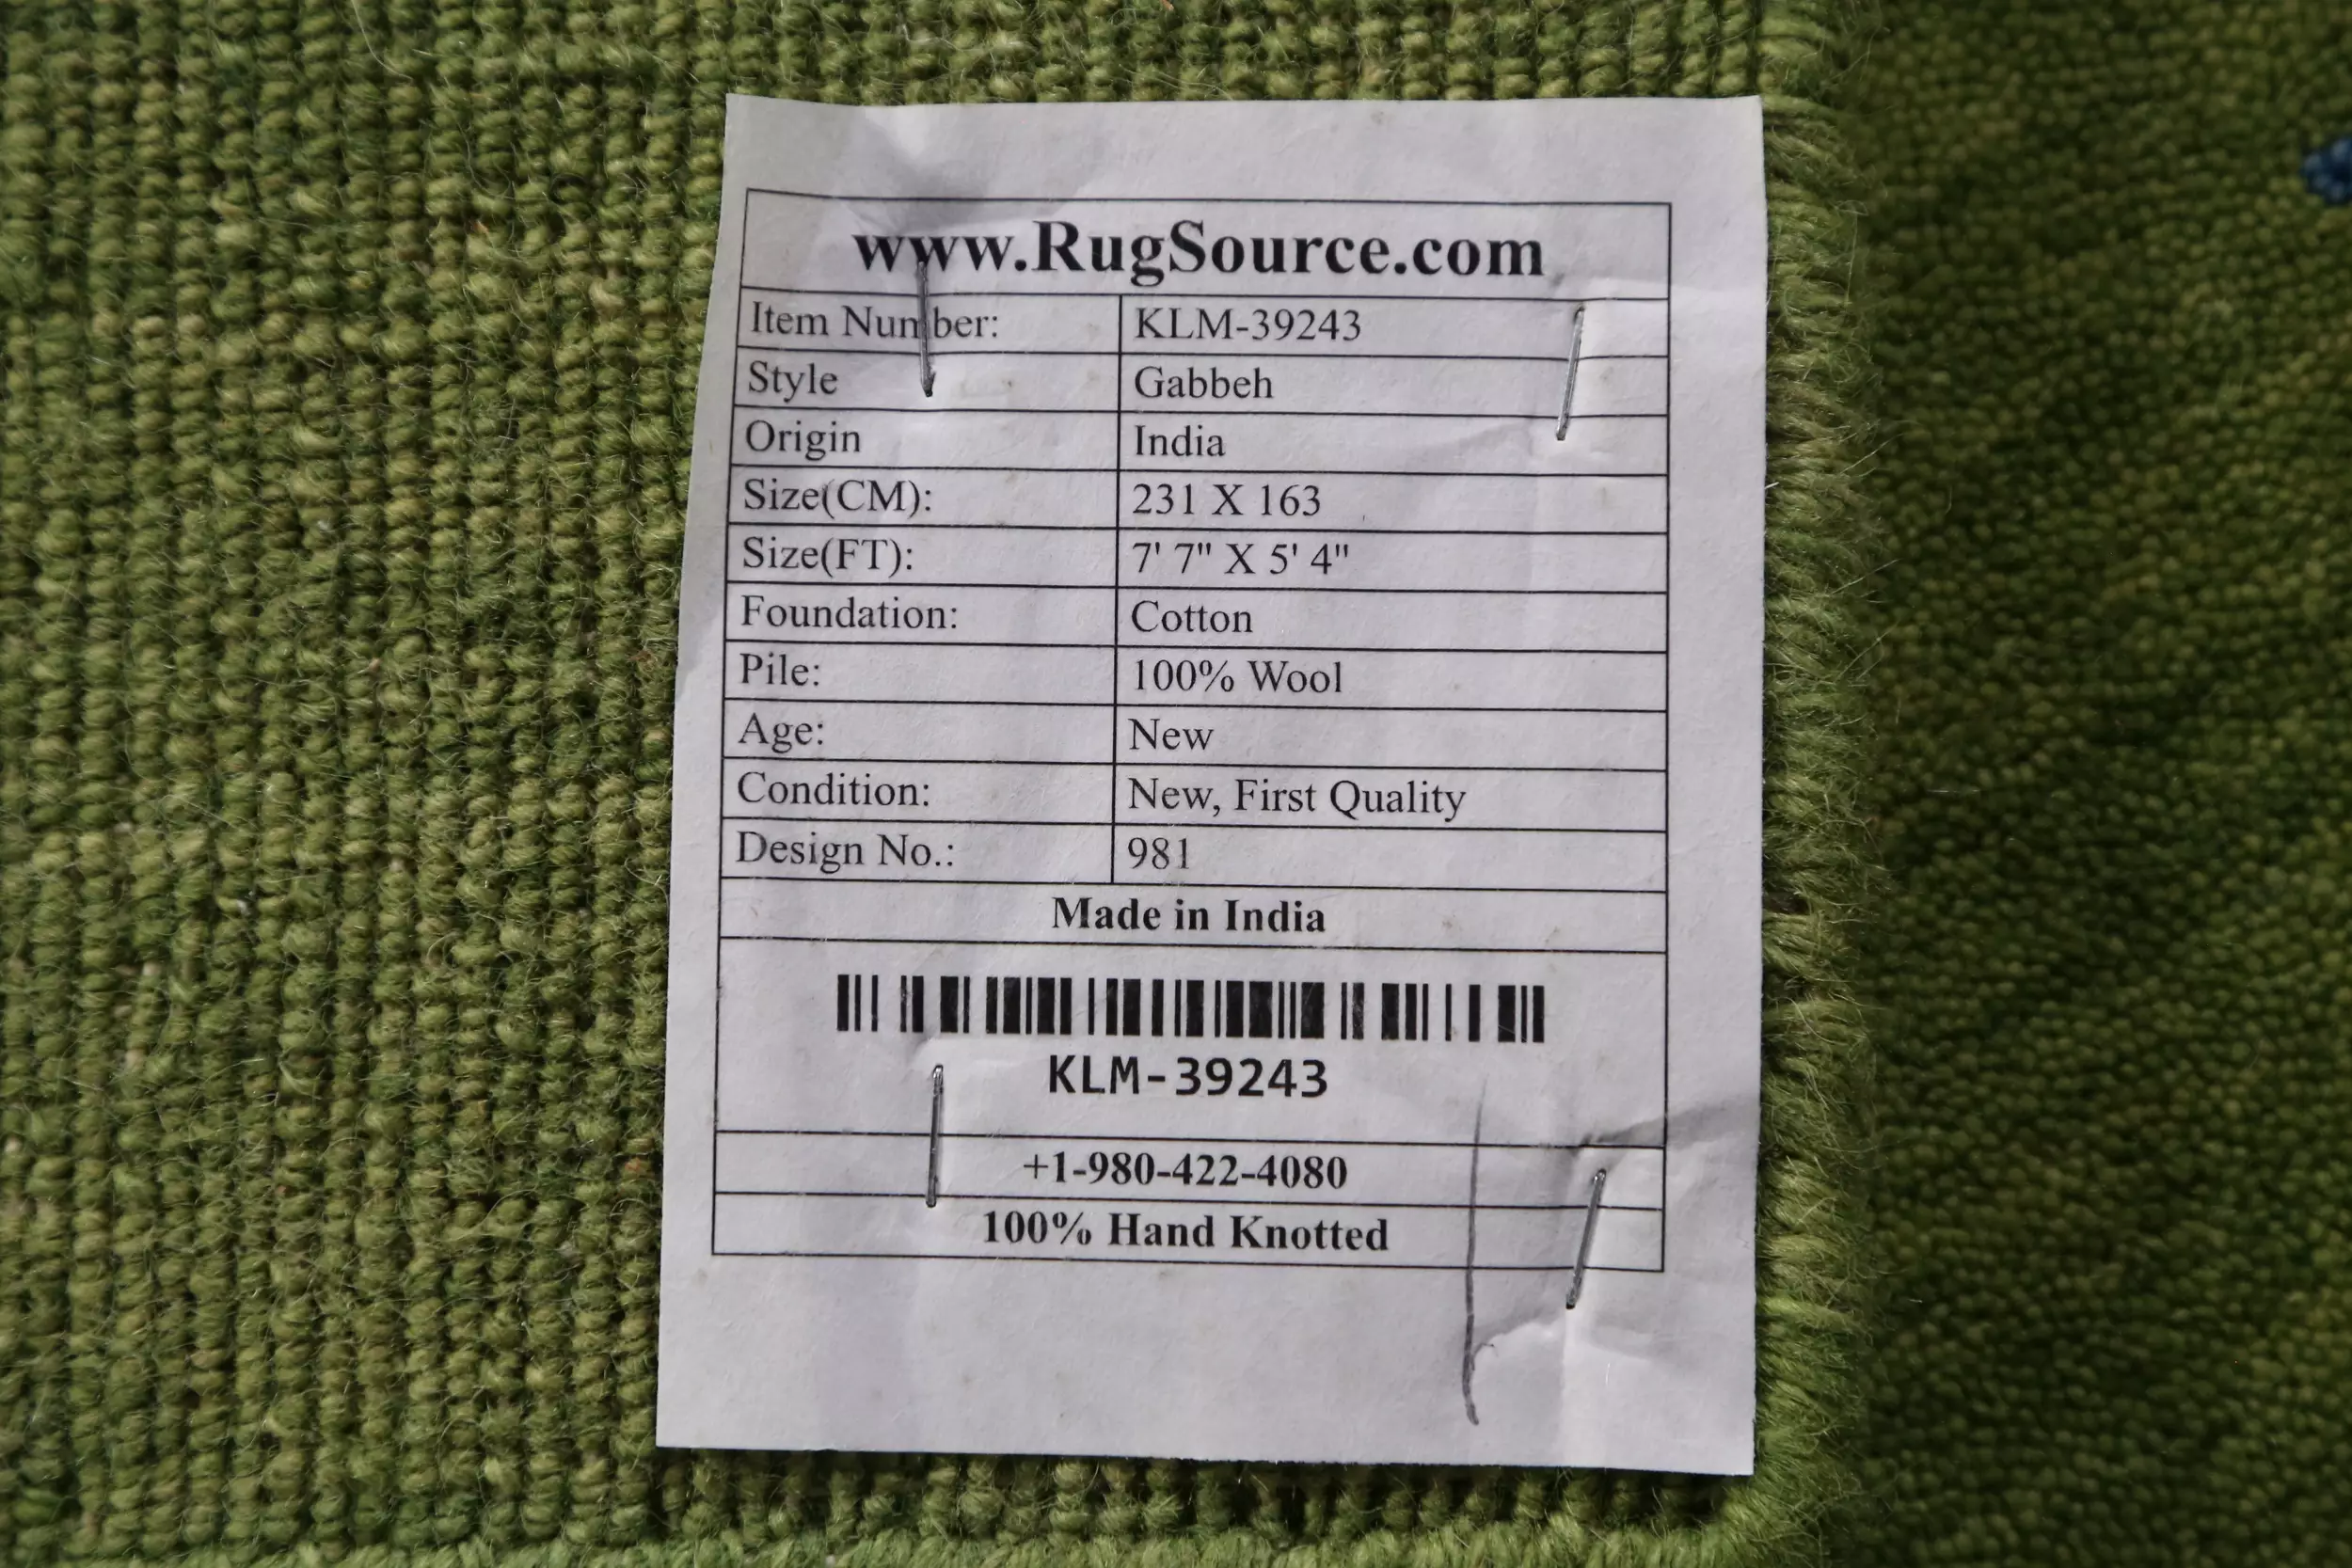 www.RugSource.com
Item Number: KLM-39243
Style Gabbeh
Origin India
Size(CM): 231 X 163
Size(FT): 7' 7" X 5' 4"
Foundation: Cotton
Pile: 100% Wool
Age: New
Condition: New, First Quality
Design No.: 981
Made in India
KLM-39243
+1-980-422-4080
100% Hand Knotted